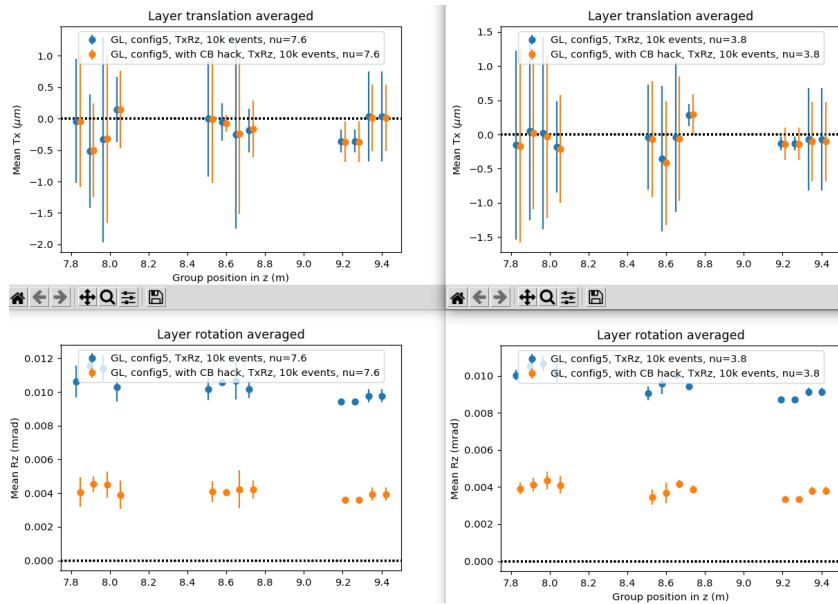 Layer translation averaged
GL, config5, TxRz, 10k events, nu=7.6
GL, config5, with CB hack, TxRz, 10k events, nu=7.6
Mean Tx (μm)
1.0
0.5
0.0
−0.5
−1.0
−1.5
−2.0
7.8 8.0 8.2 8.4 8.6 8.8 9.0 9.2 9.4
Group position in z (m)
Layer translation averaged
GL, config5, TxRz, 10k events, nu=3.8
GL, config5, with CB hack, TxRz, 10k events, nu=3.8
Mean Tx (μm)
1.5
1.0
0.5
0.0
−0.5
−1.0
−1.5
7.8 8.0 8.2 8.4 8.6 8.8 9.0 9.2 9.4
Group position in z (m)
Layer rotation averaged
GL, config5, TxRz, 10k events, nu=7.6
GL, config5, with CB hack, TxRz, 10k events, nu=7.6
Mean Rz (mrad)
0.012
0.010
0.008
0.006
0.004
0.002
0.000
7.8 8.0 8.2 8.4 8.6 8.8 9.0 9.2 9.4
Layer rotation averaged
GL, config5, TxRz, 10k events, nu=3.8
GL, config5, with CB hack, TxRz, 10k events, nu=3.8
Mean Rz (mrad)
0.010
0.008
0.006
0.004
0.002
0.000
7.8 8.0 8.2 8.4 8.6 8.8 9.0 9.2 9.4
Group position in z (m)